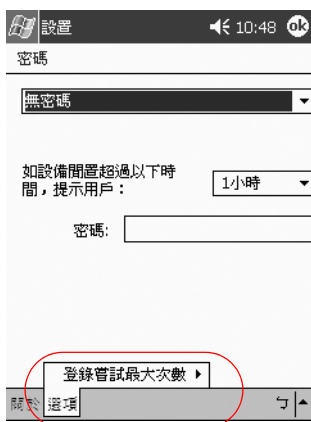 設置 10:48 ok
密碼
無密碼
如設備閒置超過以下時
間，提示用戶： 1小時
密碼:
登錄嘗試最大次數
關於 選項 ㄅ